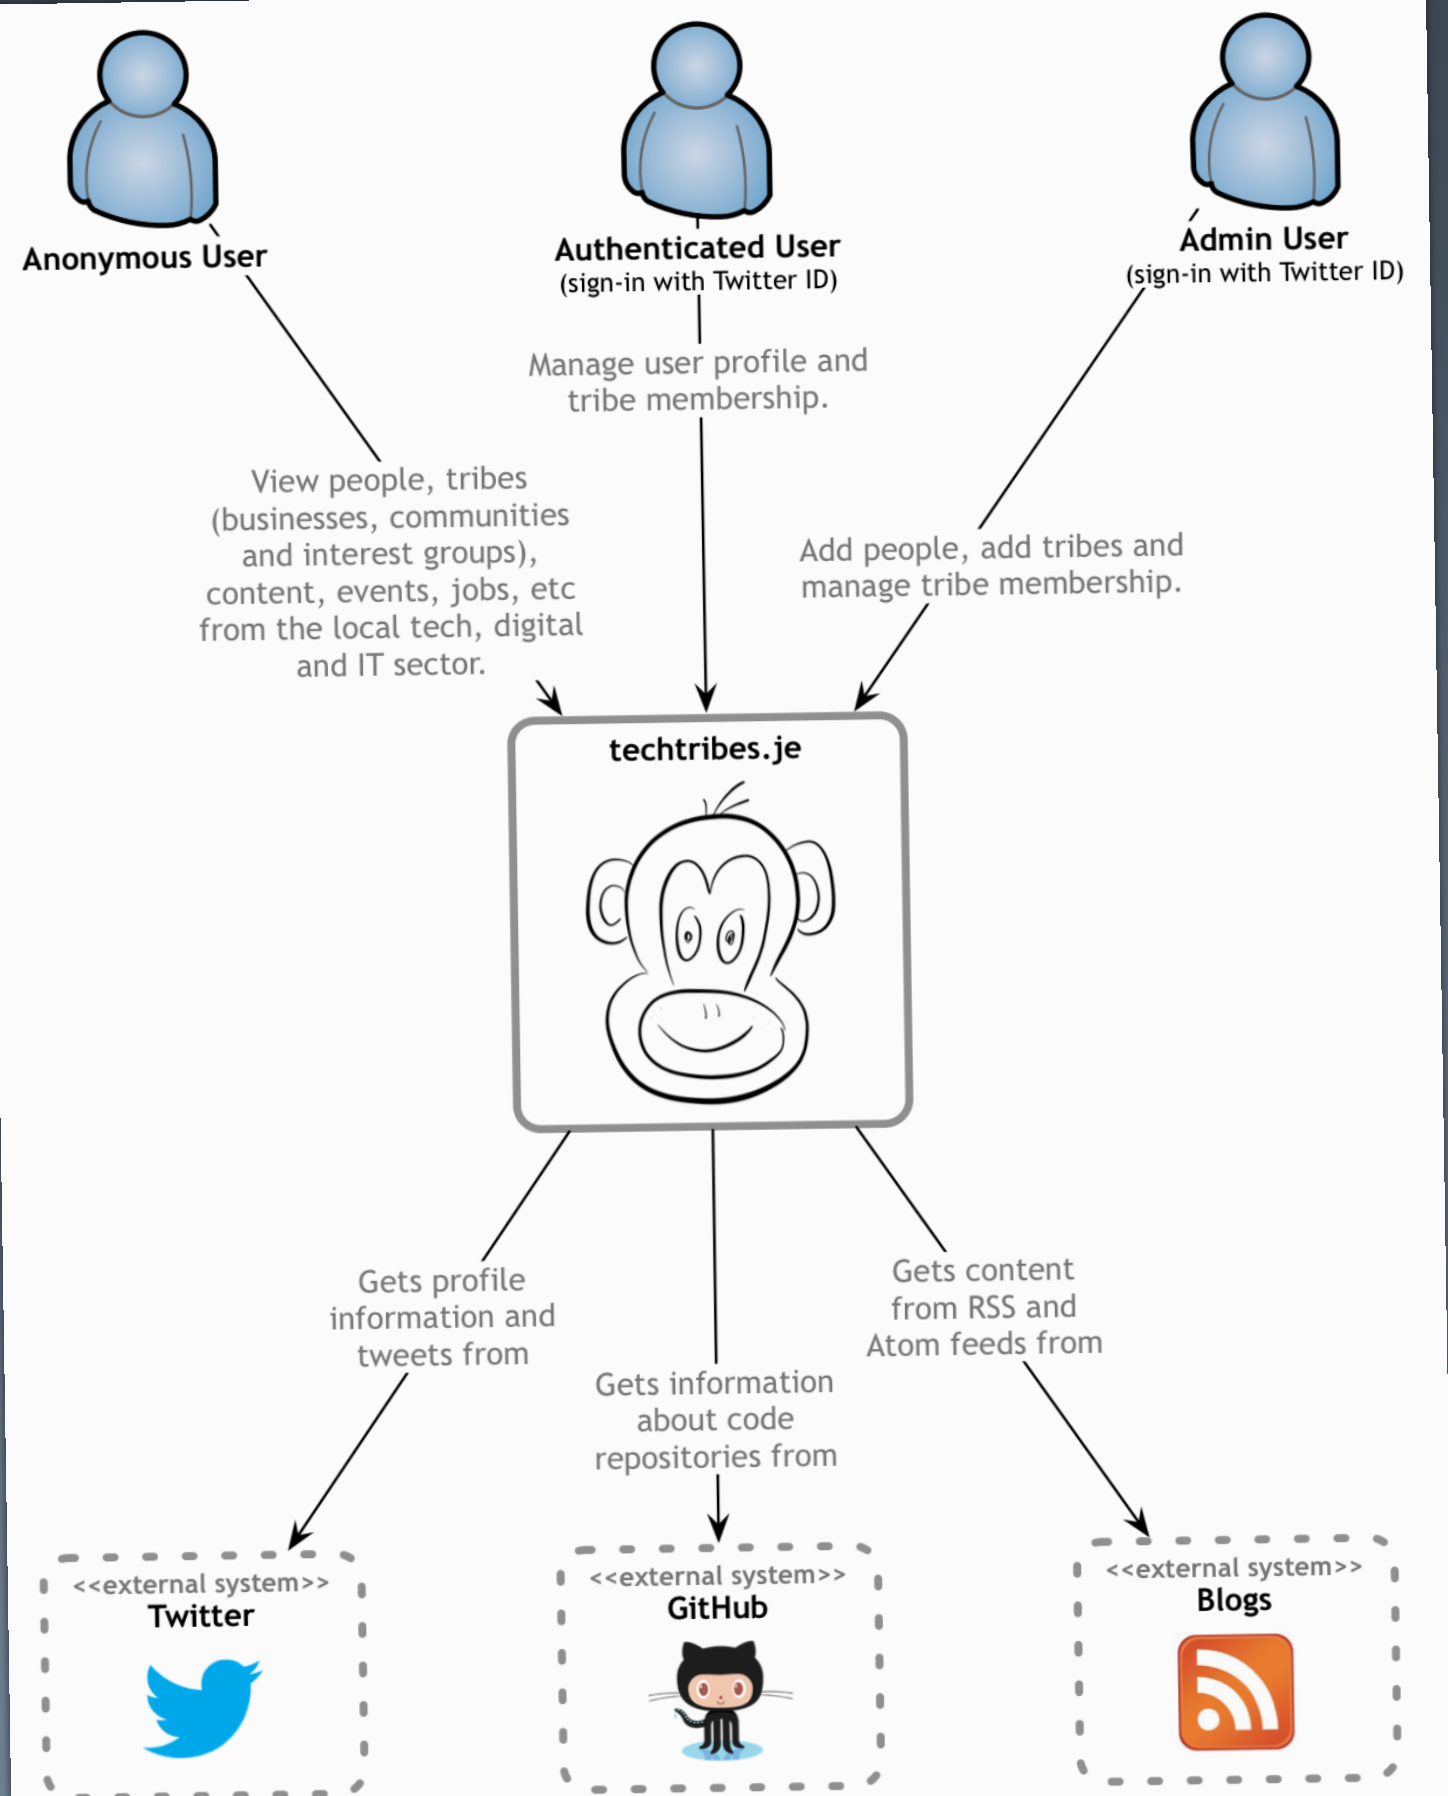 Anonymous User
Authenticated User
(sign-in with Twitter ID)
Admin User
(sign-in with Twitter ID)
Manage user profile and
tribe membership.
View people, tribes
(businesses, communities
and interest groups),
content, events, jobs, etc
from the local tech, digital
and IT sector.
Add people, add tribes and
manage tribe membership.
techtribes.je
Gets profile
information and
tweets from
Gets information
about code
repositories from
Gets content
from RSS and
Atom feeds from
<<external system>>
Twitter
<<external system>>
GitHub
<<external system>>
Blogs